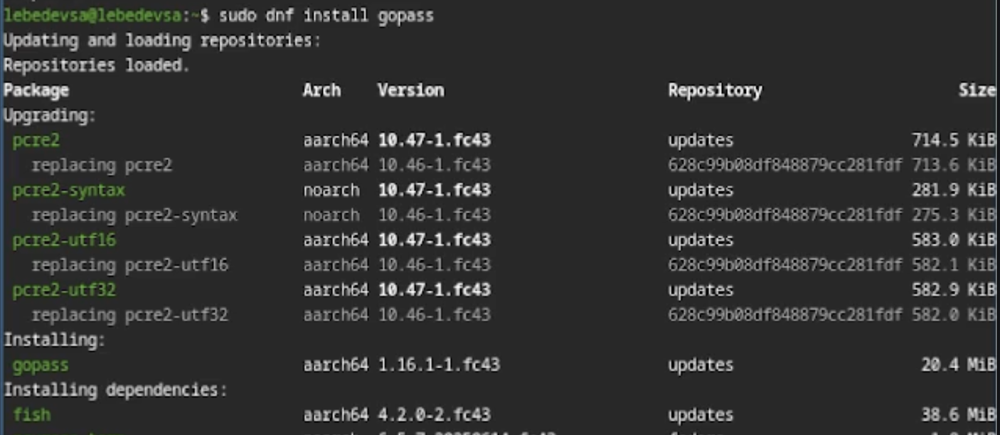 lebedevsa@lebedevsa:~$ sudo dnf install gopass
Updating and loading repositories:
Repositories loaded.
Package Arch Version Repository Size
Upgrading:
pcre2 aarch64 10.47-1.fc43 updates 714.5 KiB
replacing pcre2 aarch64 10.46-1.fc43 628c99b08df848879cc281fdf 713.6 KiB
pcre2-syntax noarch 10.47-1.fc43 updates 281.9 KiB
replacing pcre2-syntax noarch 10.46-1.fc43 628c99b08df848879cc281fdf 275.3 KiB
pcre2-utf16 aarch64 10.47-1.fc43 updates 583.0 KiB
replacing pcre2-utf16 aarch64 10.46-1.fc43 628c99b08df848879cc281fdf 582.1 KiB
pcre2-utf32 aarch64 10.47-1.fc43 updates 582.9 KiB
replacing pcre2-utf32 aarch64 10.46-1.fc43 628c99b08df848879cc281fdf 582.0 KiB
Installing:
gopass aarch64 1.16.1-1.fc43 updates 20.4 MiB
Installing dependencies:
fish aarch64 4.2.0-2.fc43 updates 38.6 MiB